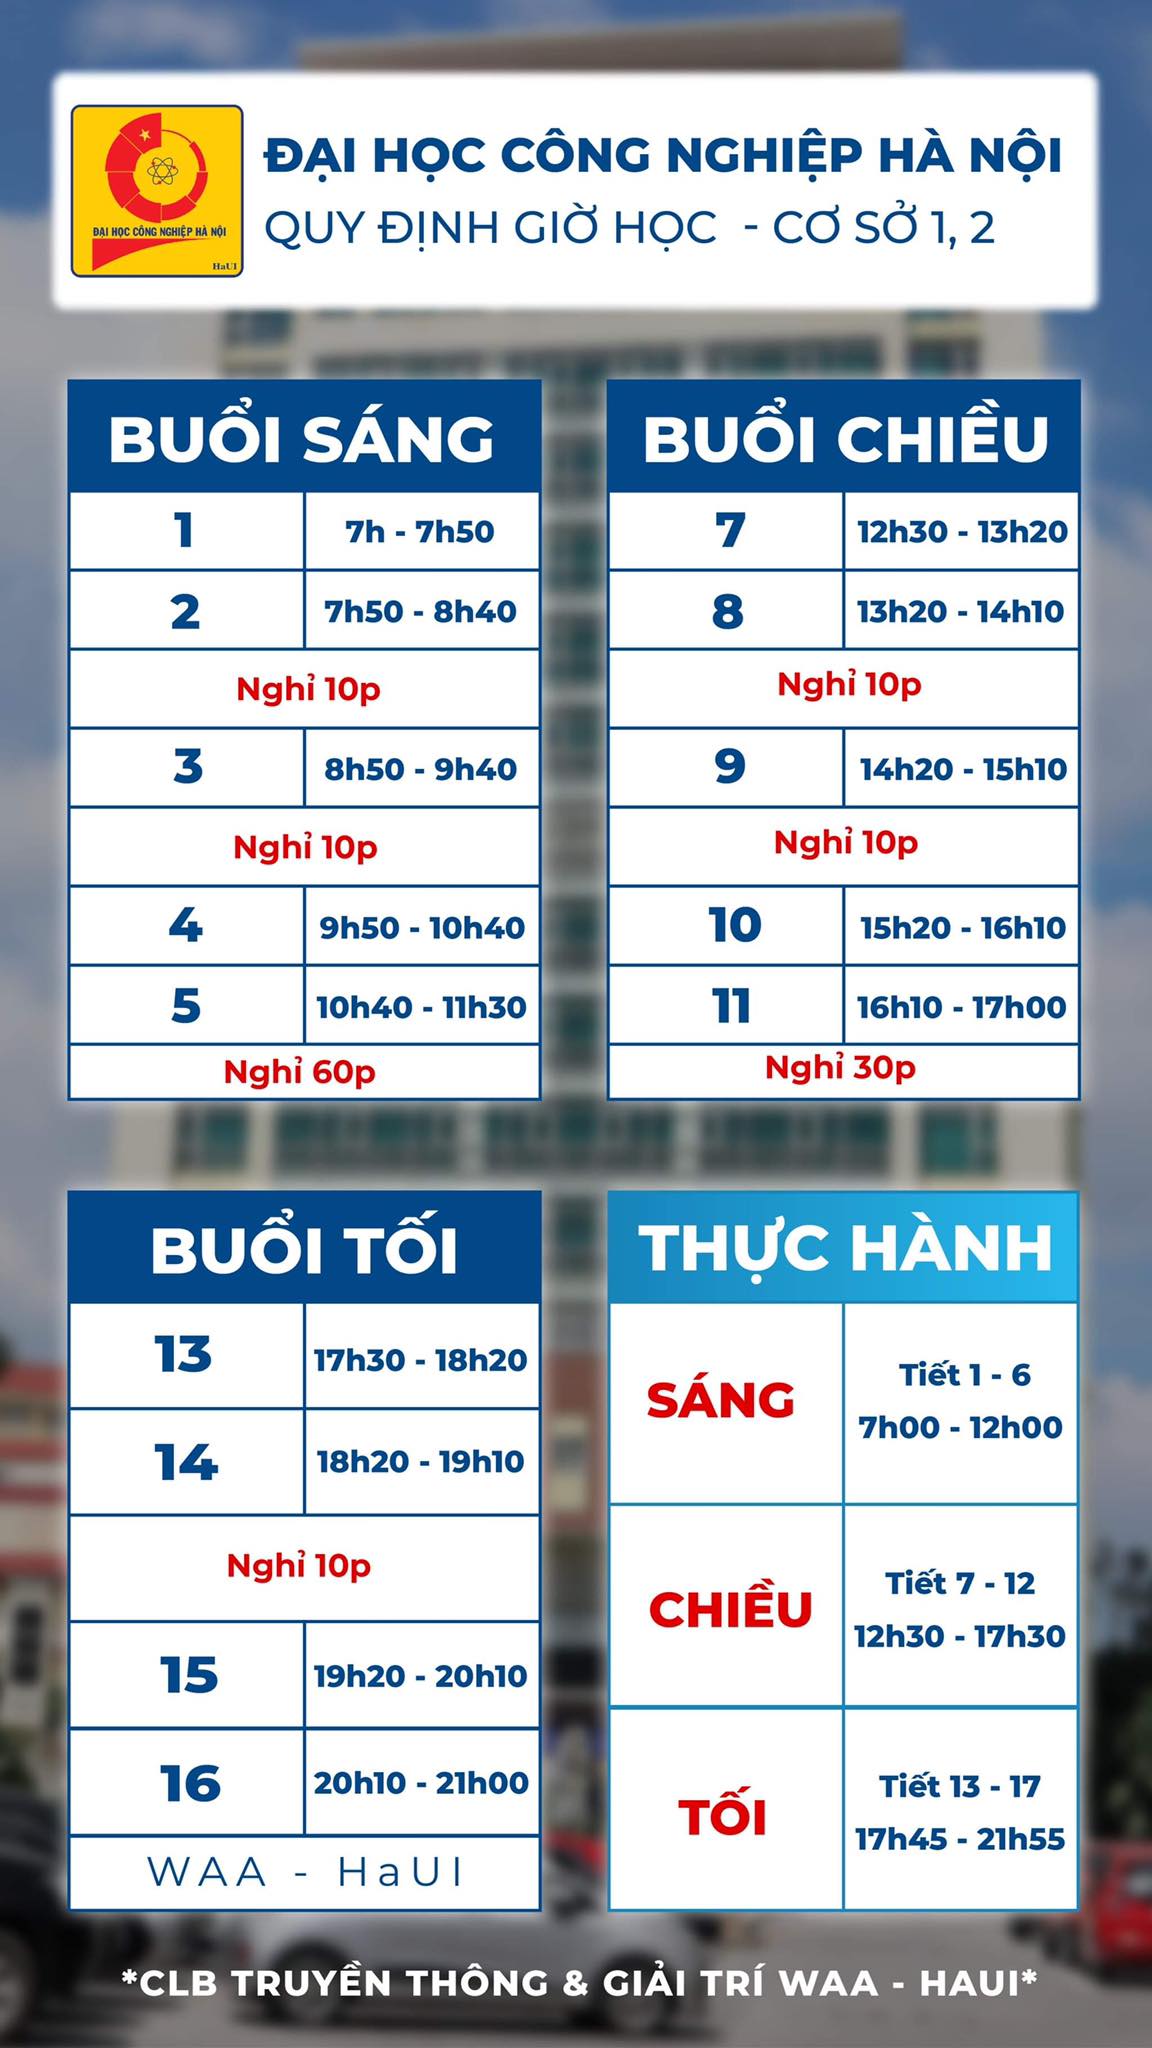 ĐẠI HỌC CÔNG NGHIỆP HÀ NỘI
HaUI
ĐẠI HỌC CÔNG NGHIỆP HÀ NỘI
QUY ĐỊNH GIỜ HỌC - CƠ SỞ 1, 2
BUỔI SÁNG
1 7h - 7h50
2 7h50 - 8h40
Nghỉ 10p
3 8h50 - 9h40
Nghỉ 10p
4 9h50 - 10h40
5 10h40 - 11h30
Nghỉ 60p
BUỔI CHIỀU
7 12h30 - 13h20
8 13h20 - 14h10
Nghỉ 10p
9 14h20 - 15h10
Nghỉ 10p
10 15h20 - 16h10
11 16h10 - 17h00
Nghỉ 30p
BUỔI TỐI
13 17h30 - 18h20
14 18h20 - 19h10
Nghỉ 10p
15 19h20 - 20h10
16 20h10 - 21h00
WAA - HaUI
THỰC HÀNH
SÁNG
Tiết 1 - 6
7h00 - 12h00
CHIỀU
Tiết 7 - 12
12h30 - 17h30
TỐI
Tiết 13 - 17
17h45 - 21h55
*CLB TRUYỀN THÔNG & GIẢI TRÍ WAA - HAUI*